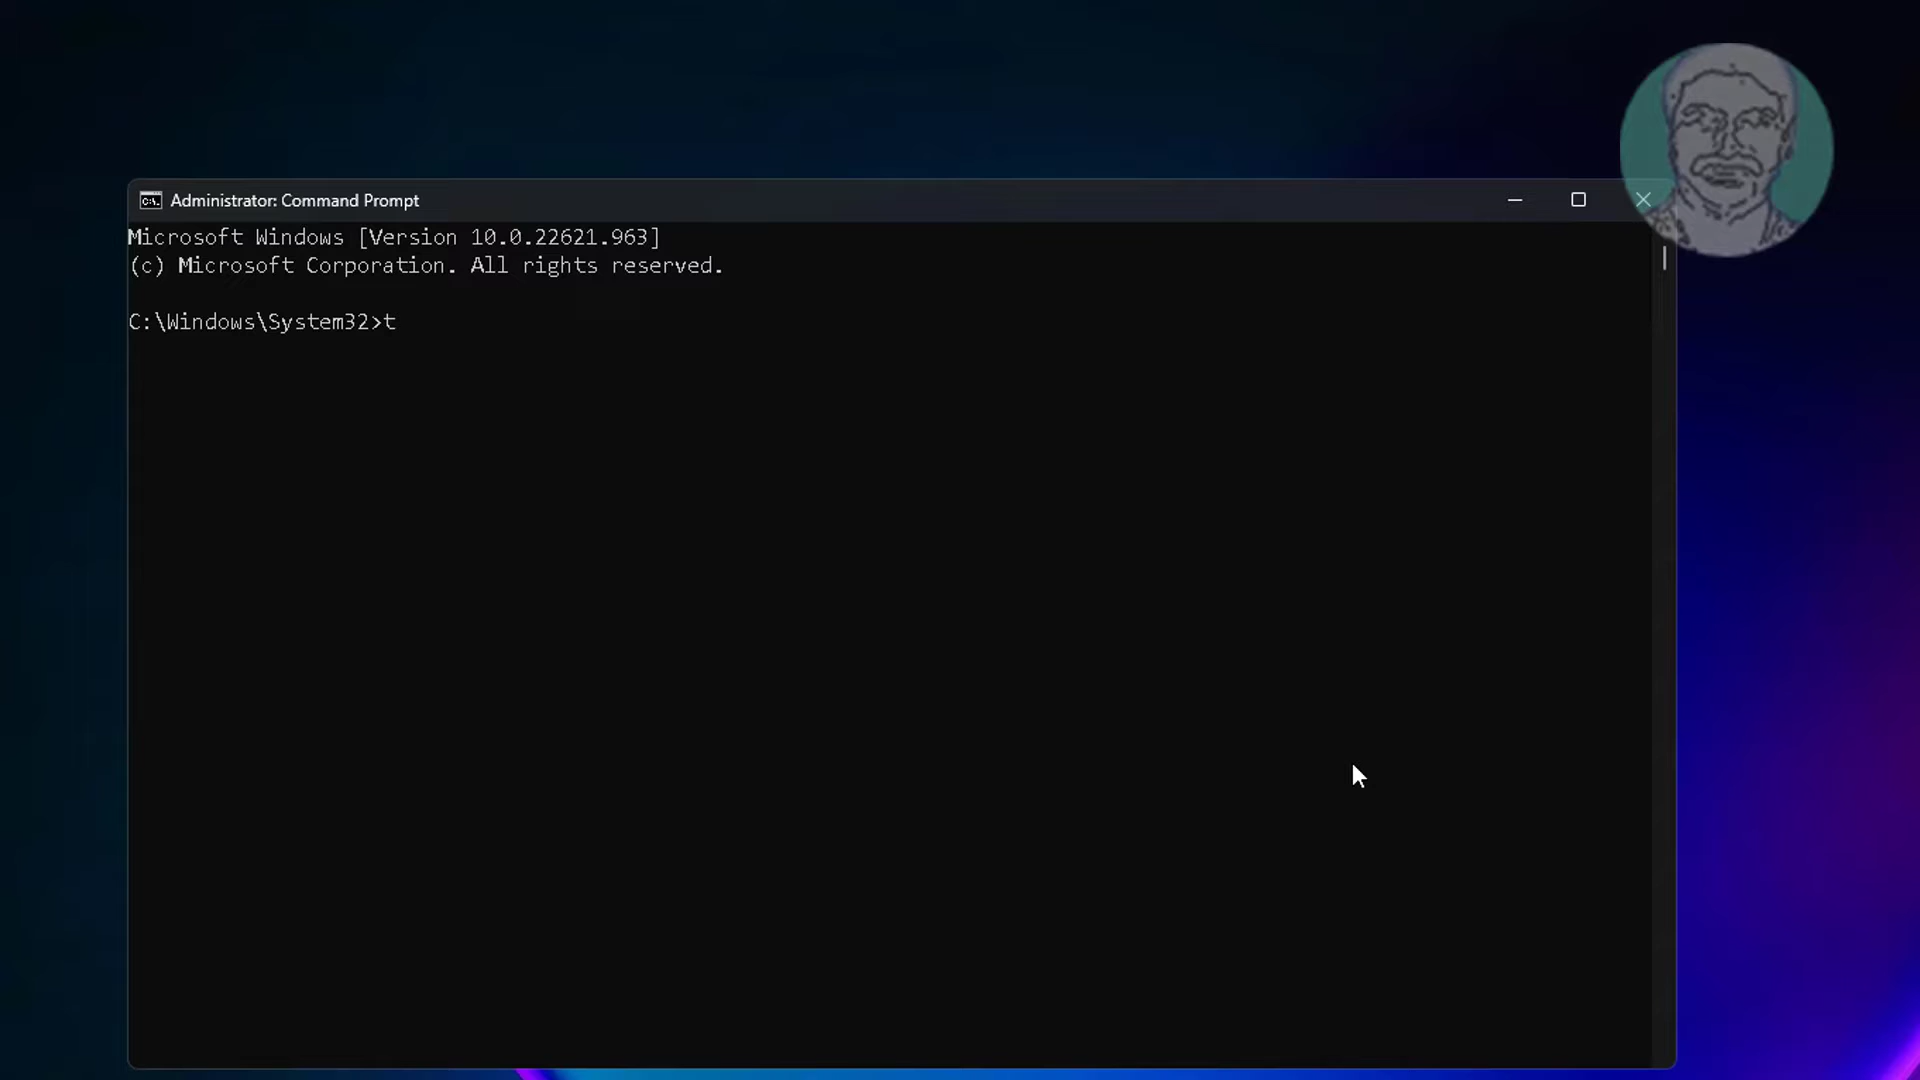 Administrator: Command Prompt
Microsoft Windows [Version 10.0.22621.963]
(c) Microsoft Corporation. All rights reserved.
C:\Windows\System32>t